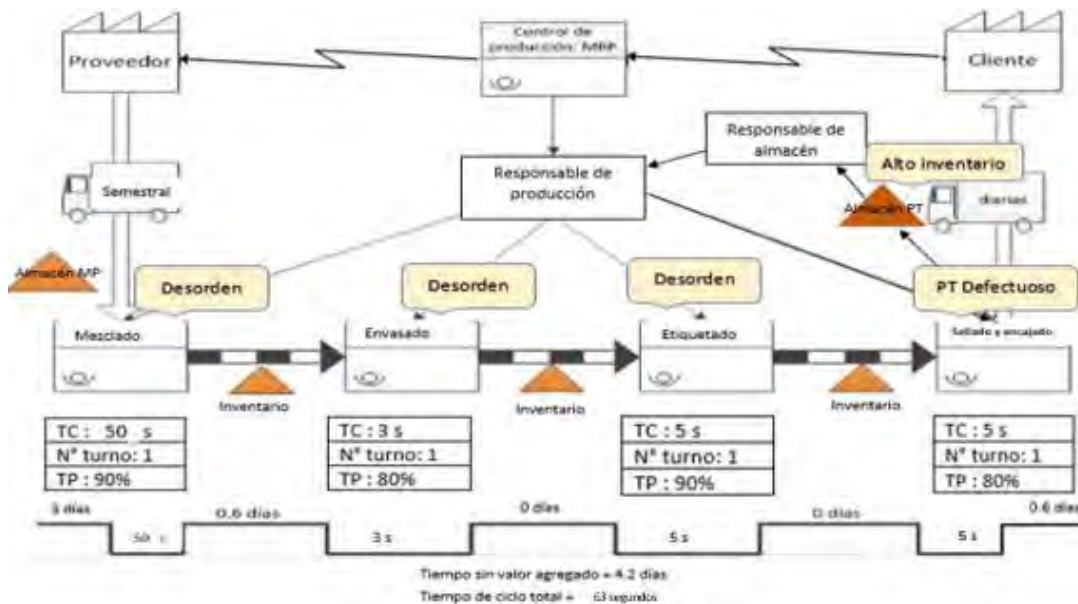 Proveedor
Control de
producción: MRP
Cliente
Responsable de
almacén
Responsable de
producción
Alto inventario
Semestral
Almacén PT
diarias
Almacén MP
Desorden
Desorden
Desorden
PT Defectuoso
Mezclado
Envasado
Etiquetado
Sellado y encajado
Inventario
Inventario
Inventario
TC : 50 s
N° turno: 1
TP : 90%
TC : 3 s
N° turno: 1
TP : 80%
TC : 5 s
N° turno: 1
TP : 90%
TC : 5 s
N° turno: 1
TP : 80%
3 días
0.6 días
0 días
0 días
0.6 días
50 s
3 s
5 s
5 s
Tiempo sin valor agregado = 4.2 días
Tiempo de ciclo total = 63 segundos